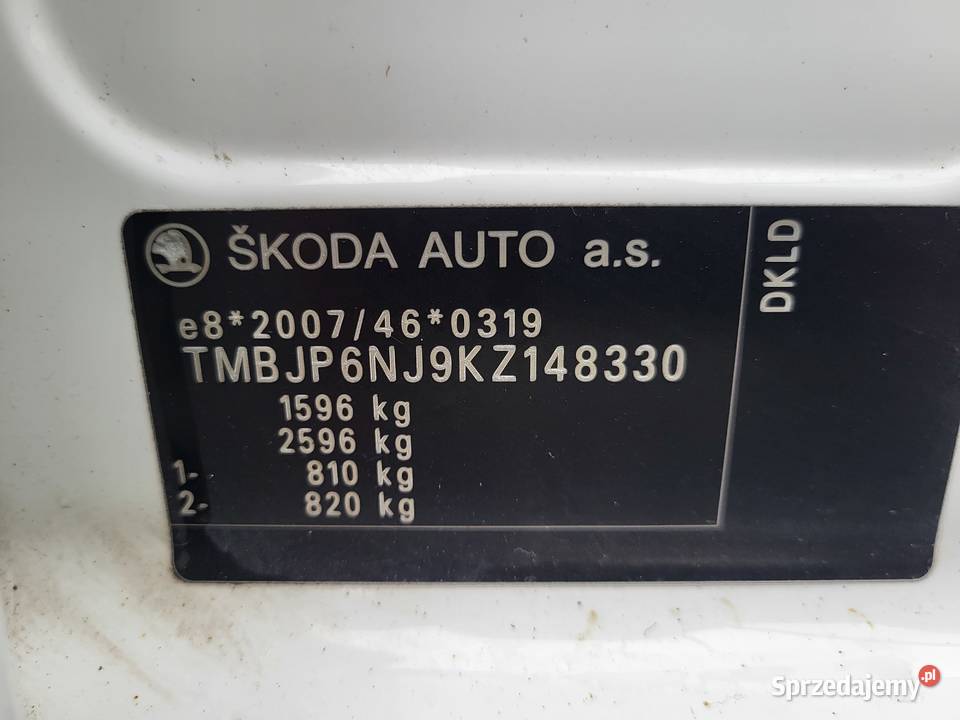 ŠKODA AUTO a.s.
e8*2007/46*0319
TMBJP6NJ9KZ148330
1596 kg
2596 kg
1- 810 kg
2- 820 kg
DKLD
Sprzedajemy.pl